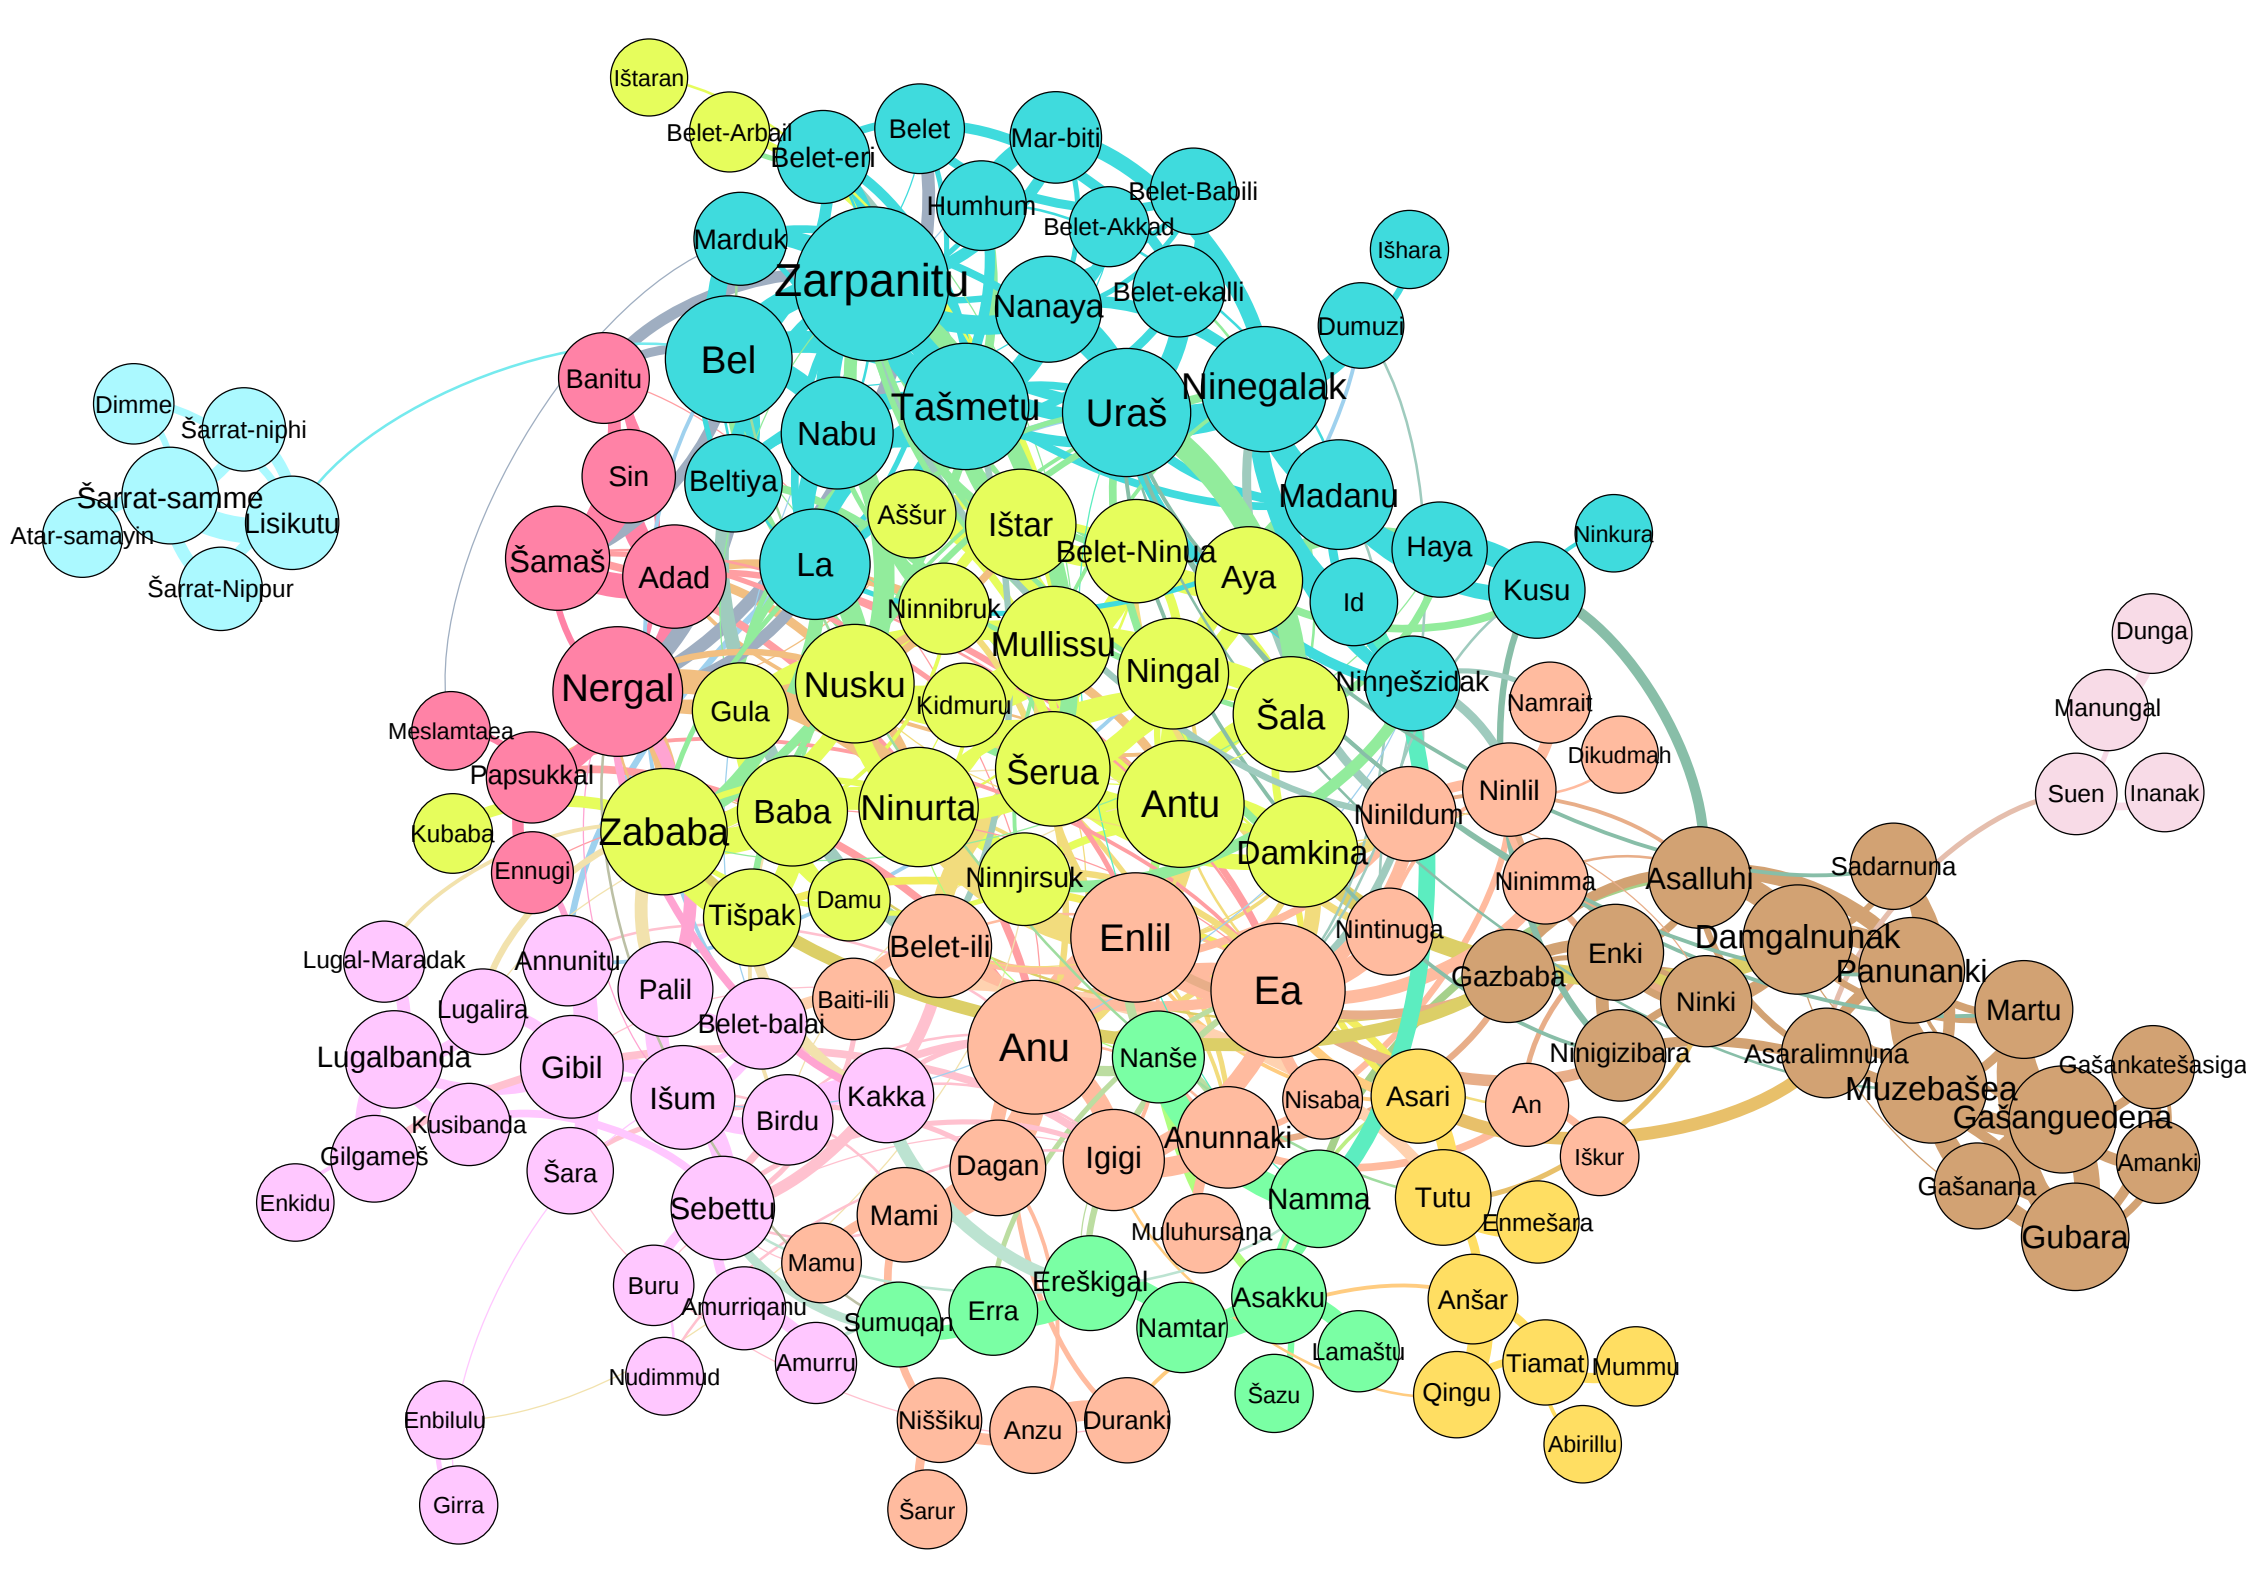 Ištaran
Belet-Arbail
Belet-eri
Belet
Mar-biti
Belet-Babili
Humhum
Belet-Akkad
Marduk
Zarpanitu
Nanaya
Belet-ekalli
Išhara
Dumuzi
Banitu
Bel
Tašmetu
Uraš
Ninegalak
Nabu
Dimme
Šarrat-niphi
Šarrat-samme
Lisikutu
Atar-samayin
Šarrat-Nippur
Sin
Beltiya
Aššur
Ištar
Belet-Ninua
Madanu
Haya
Ninkura
Kusu
Šamaš
Adad
La
Ninnibruk
Aya
Id
Mullissu
Ningal
Ninŋešzidak
Dunga
Manungal
Suen
Inanak
Nergal
Gula
Nusku
Kidmuru
Šala
Namrait
Dikudmah
Meslamtaea
Papsukkal
Kubaba
Ennugi
Zababa
Baba
Ninurta
Šerua
Antu
Damkina
Ninildum
Ninlil
Ninimma
Ninŋirsuk
Tišpak
Damu
Nintinuga
Asalluhi
Sadarnuna
Damgalnunak
Panunanki
Enki
Gazbaba
Ninki
Martu
Lugal-Maradak
Annunitu
Palil
Belet-ili
Enlil
Ea
Lugalira
Baiti-ili
Belet-balai
Lugalbanda
Gibil
Anu
Nanše
Ninigizibara
Asaralimnuna
Muzebašea
Gašankatešasiga
Gašanguedena
Išum
Kakka
Birdu
Nisaba
Asari
An
Kusibanda
Gilgameš
Enkidu
Šara
Dagan
Igigi
Anunnaki
Iškur
Amanki
Gašanana
Gubara
Sebettu
Mami
Namma
Tutu
Enmešara
Muluhursaŋa
Mamu
Buru
Amurriqanu
Ereškigal
Asakku
Anšar
Sumuqan
Erra
Namtar
Lamaštu
Nudimmud
Amurru
Tiamat
Mummu
Šazu
Qingu
Enbilulu
Niššiku
Anzu
Duranki
Abirillu
Girra
Šarur